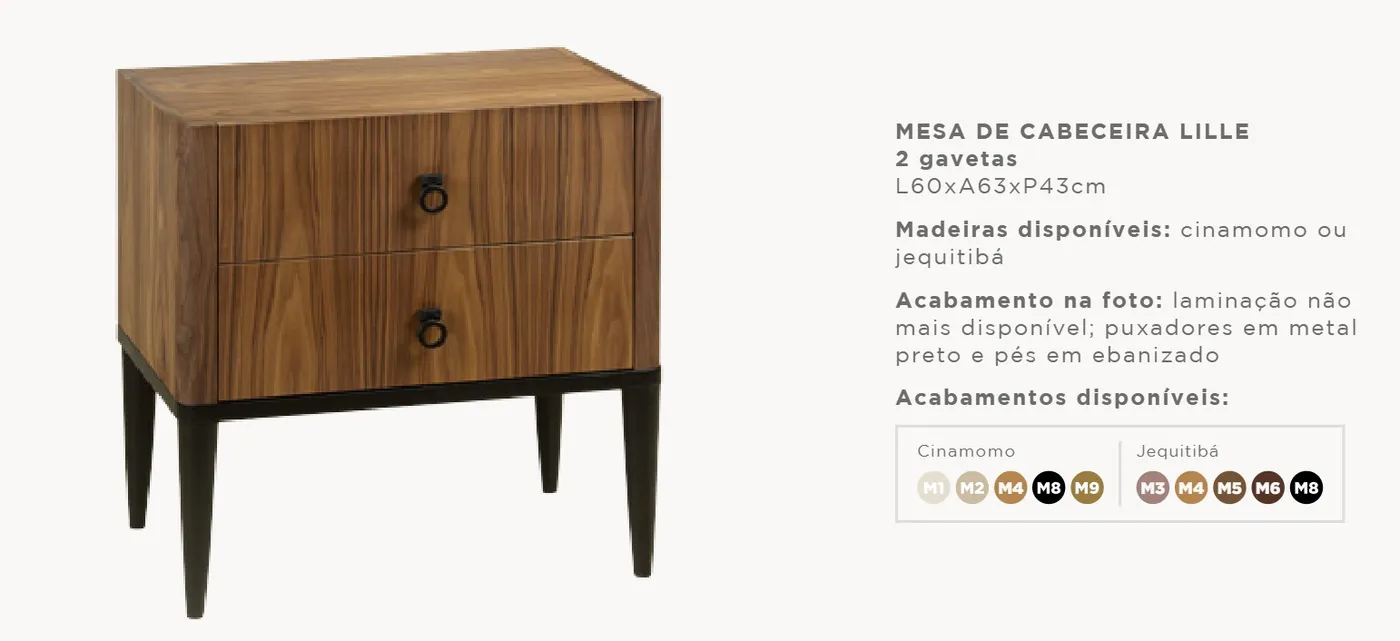 MESA DE CABECEIRA LILLE
2 gavetas
L60xA63xP43cm
Madeiras disponíveis: cinamomo ou
jequitibá
Acabamento na foto: laminação não
mais disponível; puxadores em metal
preto e pés em ebanizado
Acabamentos disponíveis:
Cinamomo
M1 M2 M4 M8 M9
Jequitibá
M3 M4 M5 M6 M8